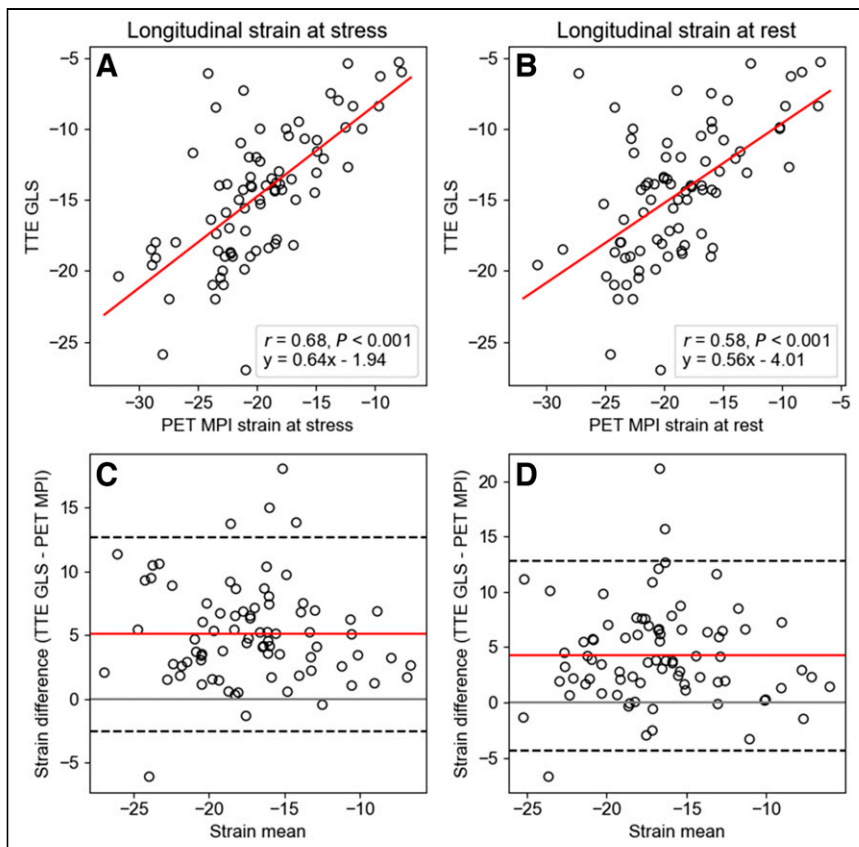 Longitudinal strain at stress
A
TTE GLS
−5
−10
−15
−20
−25
r = 0.68, P < 0.001
y = 0.64x - 1.94
−30 −25 −20 −15 −10
PET MPI strain at stress
Longitudinal strain at rest
B
TTE GLS
−5
−10
−15
−20
−25
r = 0.58, P < 0.001
y = 0.56x - 4.01
−30 −25 −20 −15 −10 −5
PET MPI strain at rest
C
Strain difference (TTE GLS - PET MPI)
15
10
5
0
−5
−25 −20 −15 −10
Strain mean
D
Strain difference (TTE GLS - PET MPI)
20
15
10
5
0
−5
−25 −20 −15 −10
Strain mean